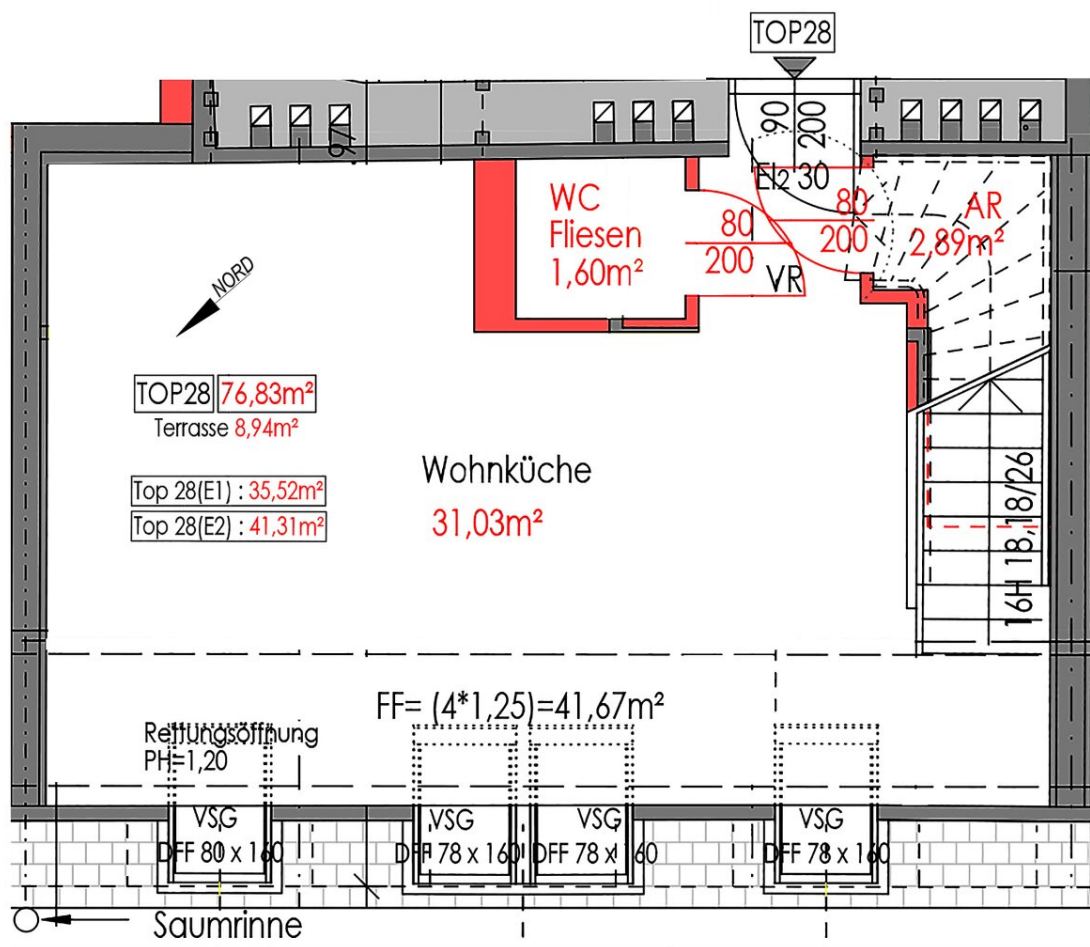 TOP28
90
200
,97
EI2 30
WC
Fliesen
1,60m²
80
200
80
200
VR
AR
2,89m²
NORD
TOP28 76,83m²
Terrasse 8,94m²
Top 28(E1) : 35,52m²
Top 28(E2) : 41,31m²
Wohnküche
31,03m²
16H 18,18/26
FF= (4*1,25)=41,67m²
Rettungsöffnung
PH=1,20
VSG
DFF 80 x 160
VSG
DFF 78 x 160
VSG
DFF 78 x 160
VSG
DFF 78 x 160
Saumrinne